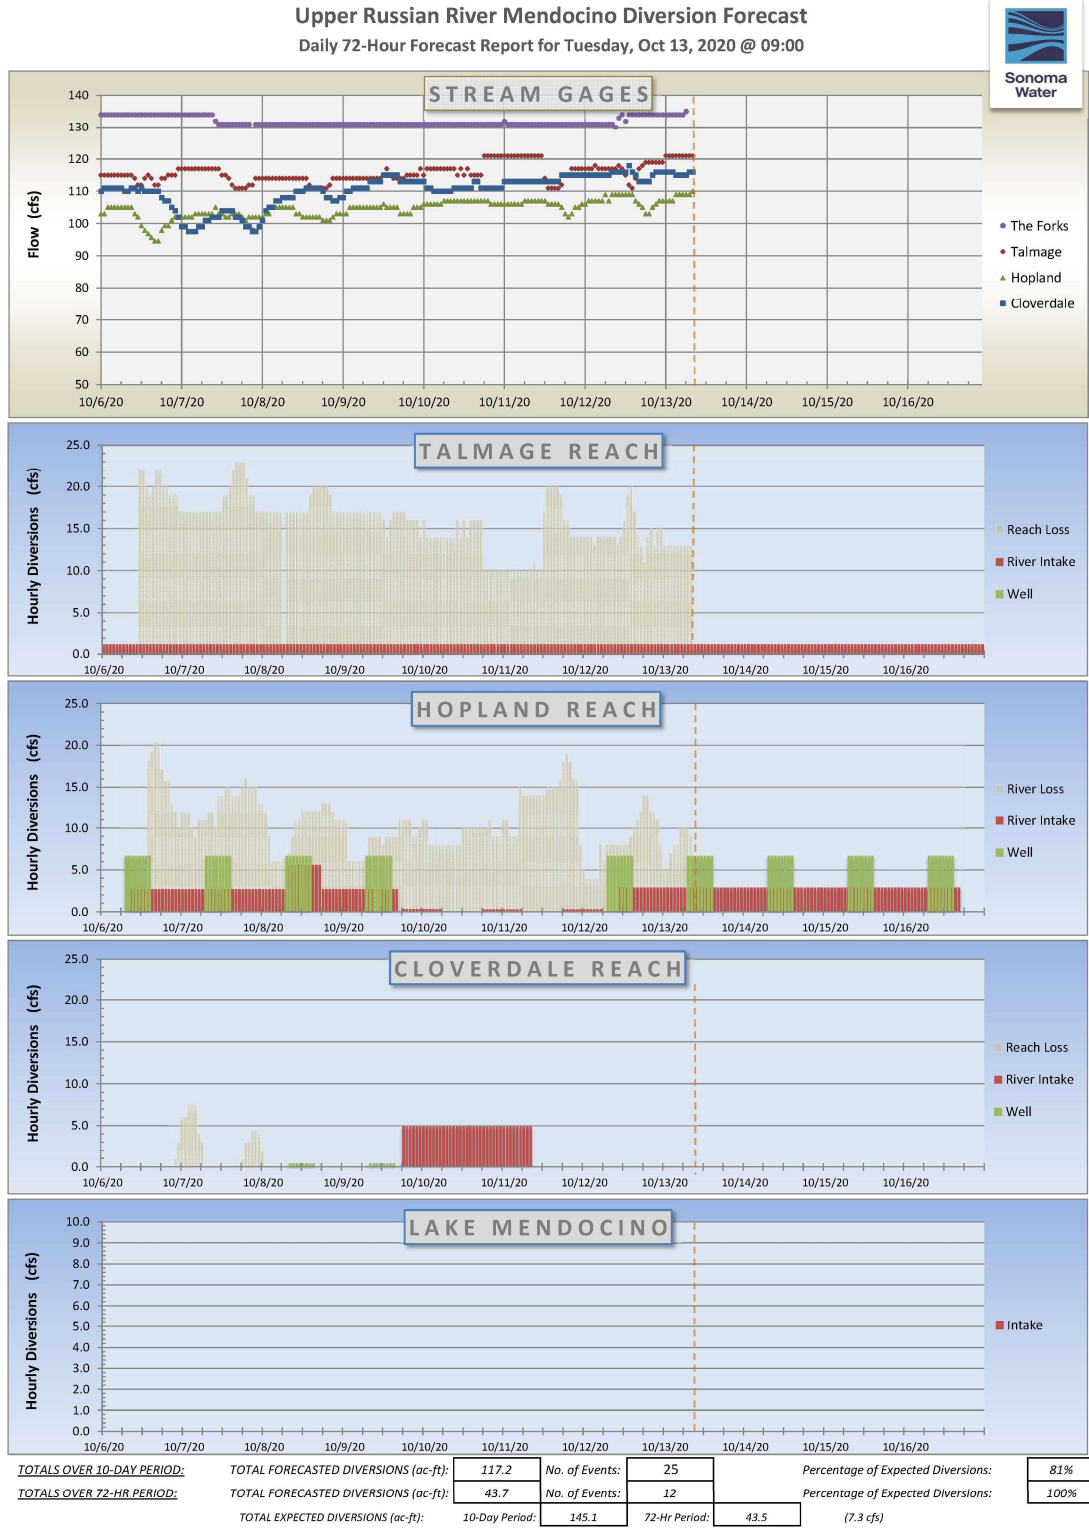 Upper Russian River Mendocino Diversion Forecast
Daily 72-Hour Forecast Report for Tuesday, Oct 13, 2020 @ 09:00
Sonoma
Water
STREAM GAGES
Flow (cfs)
140
130
120
110
100
90
80
70
60
50
10/6/20 10/7/20 10/8/20 10/9/20 10/10/20 10/11/20 10/12/20 10/13/20 10/14/20 10/15/20 10/16/20
The Forks
Talmage
Hopland
Cloverdale
TALMAGE REACH
Hourly Diversions (cfs)
25.0
20.0
15.0
10.0
5.0
0.0
10/6/20 10/7/20 10/8/20 10/9/20 10/10/20 10/11/20 10/12/20 10/13/20 10/14/20 10/15/20 10/16/20
Reach Loss
River Intake
Well
HOPLAND REACH
Hourly Diversions (cfs)
25.0
20.0
15.0
10.0
5.0
0.0
10/6/20 10/7/20 10/8/20 10/9/20 10/10/20 10/11/20 10/12/20 10/13/20 10/14/20 10/15/20 10/16/20
River Loss
River Intake
Well
CLOVERDALE REACH
Hourly Diversions (cfs)
25.0
20.0
15.0
10.0
5.0
0.0
10/6/20 10/7/20 10/8/20 10/9/20 10/10/20 10/11/20 10/12/20 10/13/20 10/14/20 10/15/20 10/16/20
Reach Loss
River Intake
Well
LAKE MENDOCINO
Hourly Diversions (cfs)
10.0
9.0
8.0
7.0
6.0
5.0
4.0
3.0
2.0
1.0
0.0
10/6/20 10/7/20 10/8/20 10/9/20 10/10/20 10/11/20 10/12/20 10/13/20 10/14/20 10/15/20 10/16/20
Intake
TOTALS OVER 10-DAY PERIOD: TOTAL FORECASTED DIVERSIONS (ac-ft): 117.2 No. of Events: 25 Percentage of Expected Diversions: 81%
TOTALS OVER 72-HR PERIOD: TOTAL FORECASTED DIVERSIONS (ac-ft): 43.7 No. of Events: 12 Percentage of Expected Diversions: 100%
TOTAL EXPECTED DIVERSIONS (ac-ft): 10-Day Period: 145.1 72-Hr Period: 43.5 (7.3 cfs)